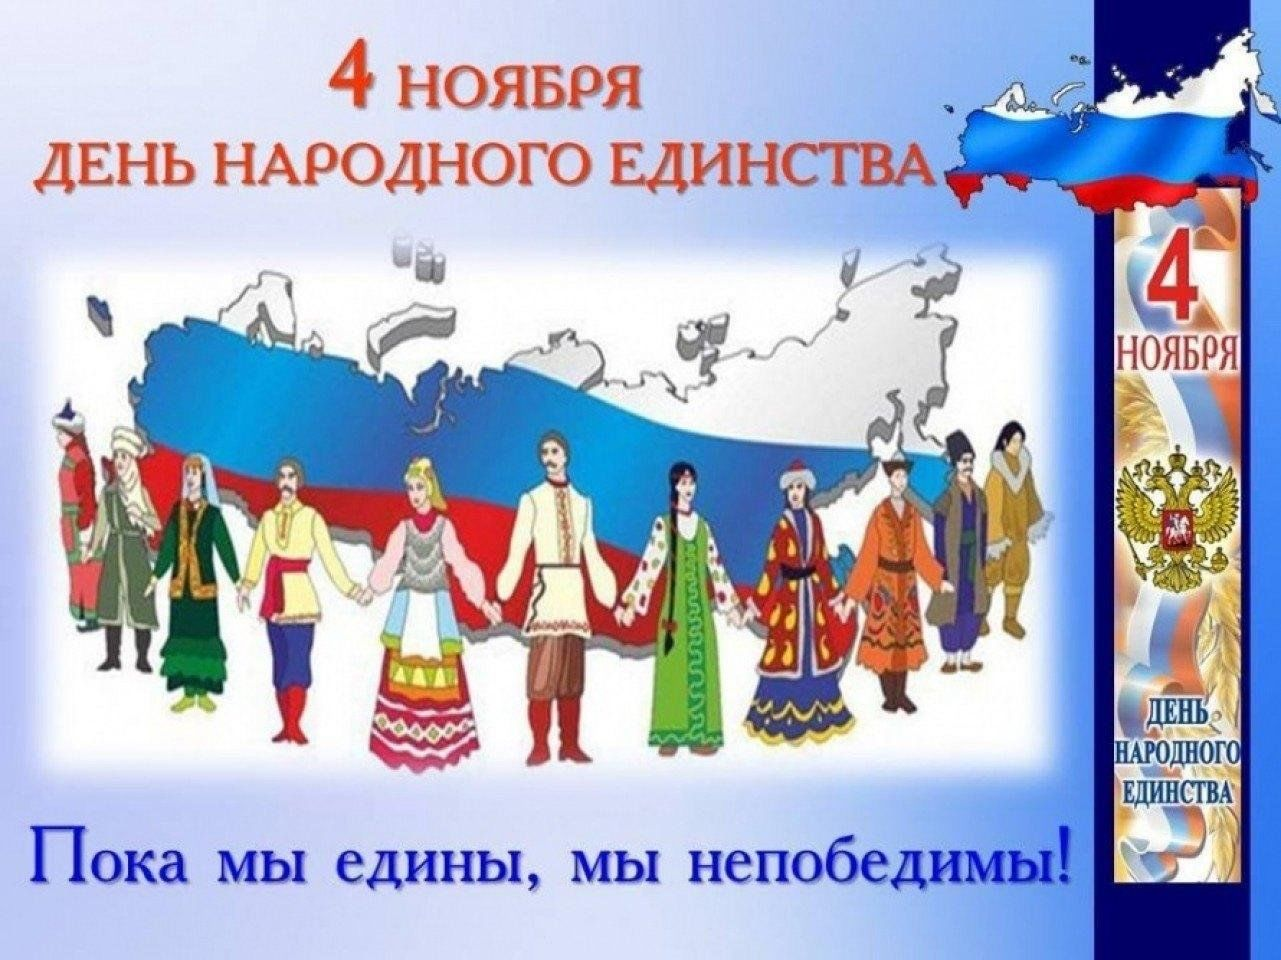 4 НОЯБРЯ
ДЕНЬ НАРОДНОГО ЕДИНСТВА
4
НОЯБРЯ
ДЕНЬ
НАРОДНОГО
ЕДИНСТВА
Пока мы едины, мы непобедимы!